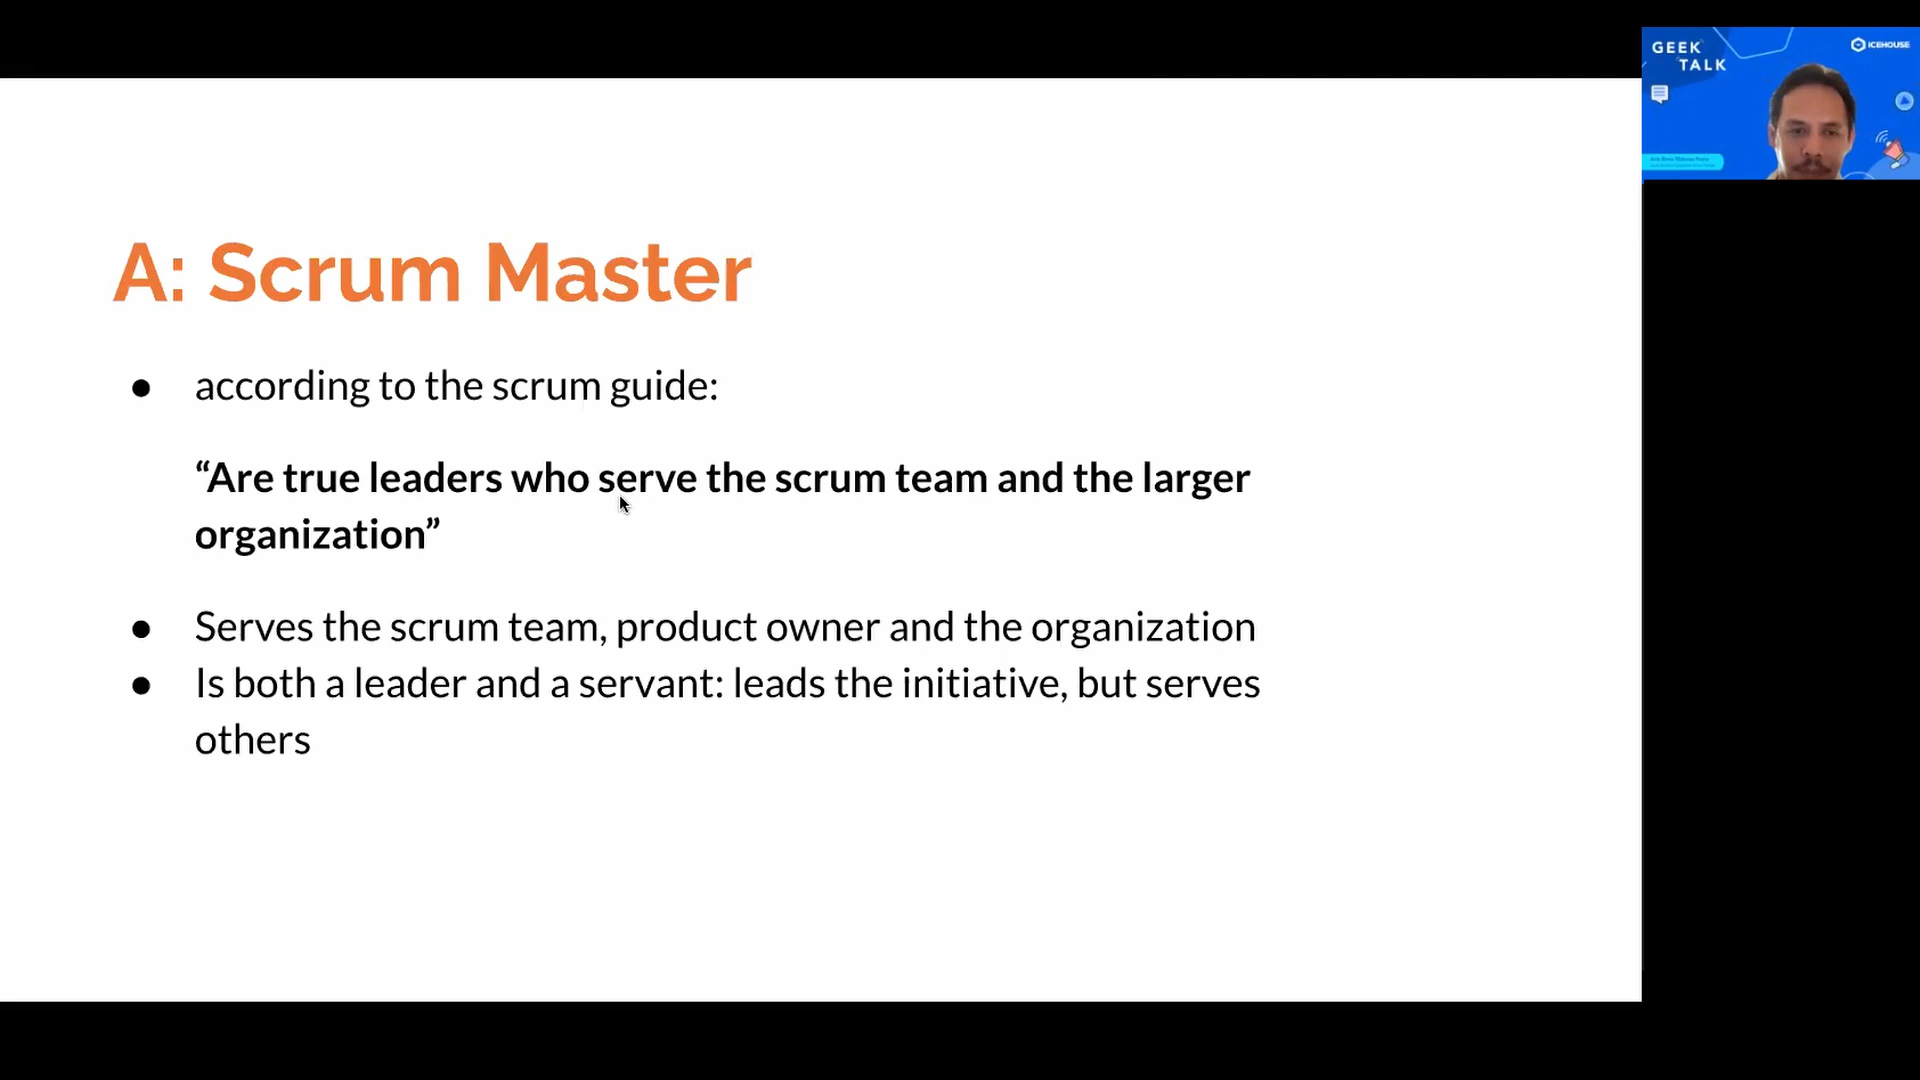 A: Scrum Master
● according to the scrum guide:
“Are true leaders who serve the scrum team and the larger
organization”
● Serves the scrum team, product owner and the organization
● Is both a leader and a servant: leads the initiative, but serves
others
GEEK
TALK
ICEHOUSE